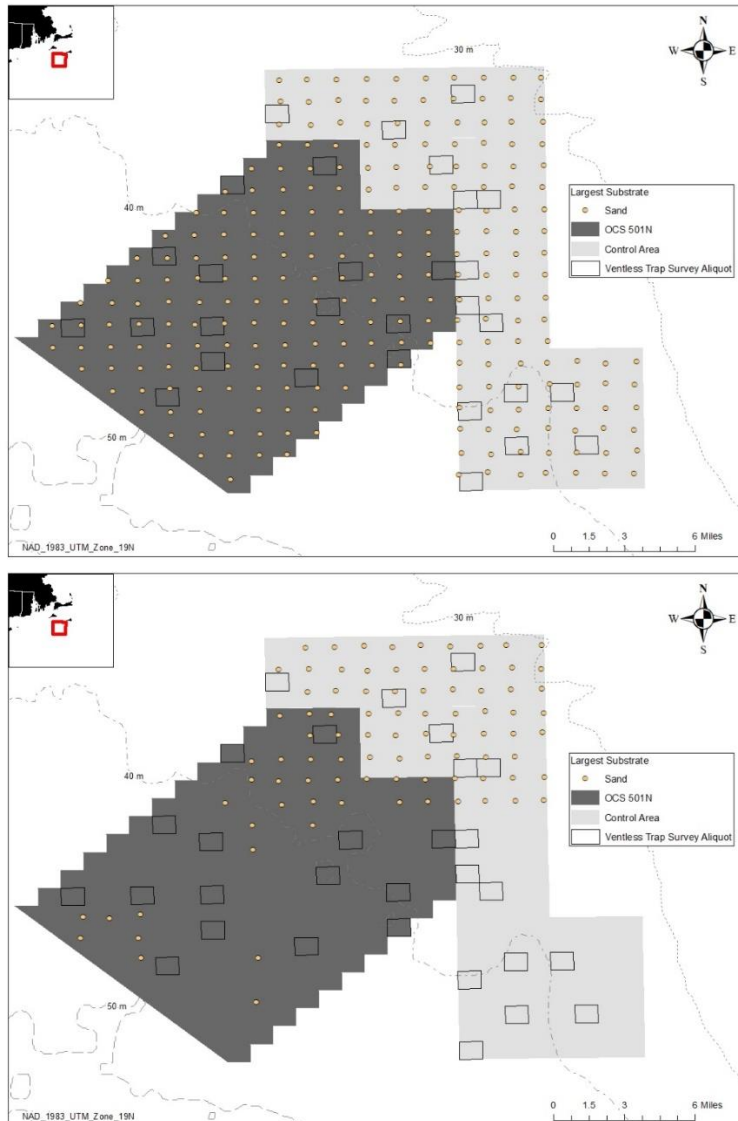 N
30 m
W
E
S
Largest Substrate
40 m
Sand
OCS 501N
Control Area
Ventless Trap Survey Aliquot
50 m
NAD_1983_UTM_Zone_19N
0 1.5 3 6 Miles
N
30 m
W
E
S
Largest Substrate
40 m
Sand
OCS 501N
Control Area
Ventless Trap Survey Aliquot
50 m
NAD_1983_UTM_Zone_19N
0 1.5 3 6 Miles